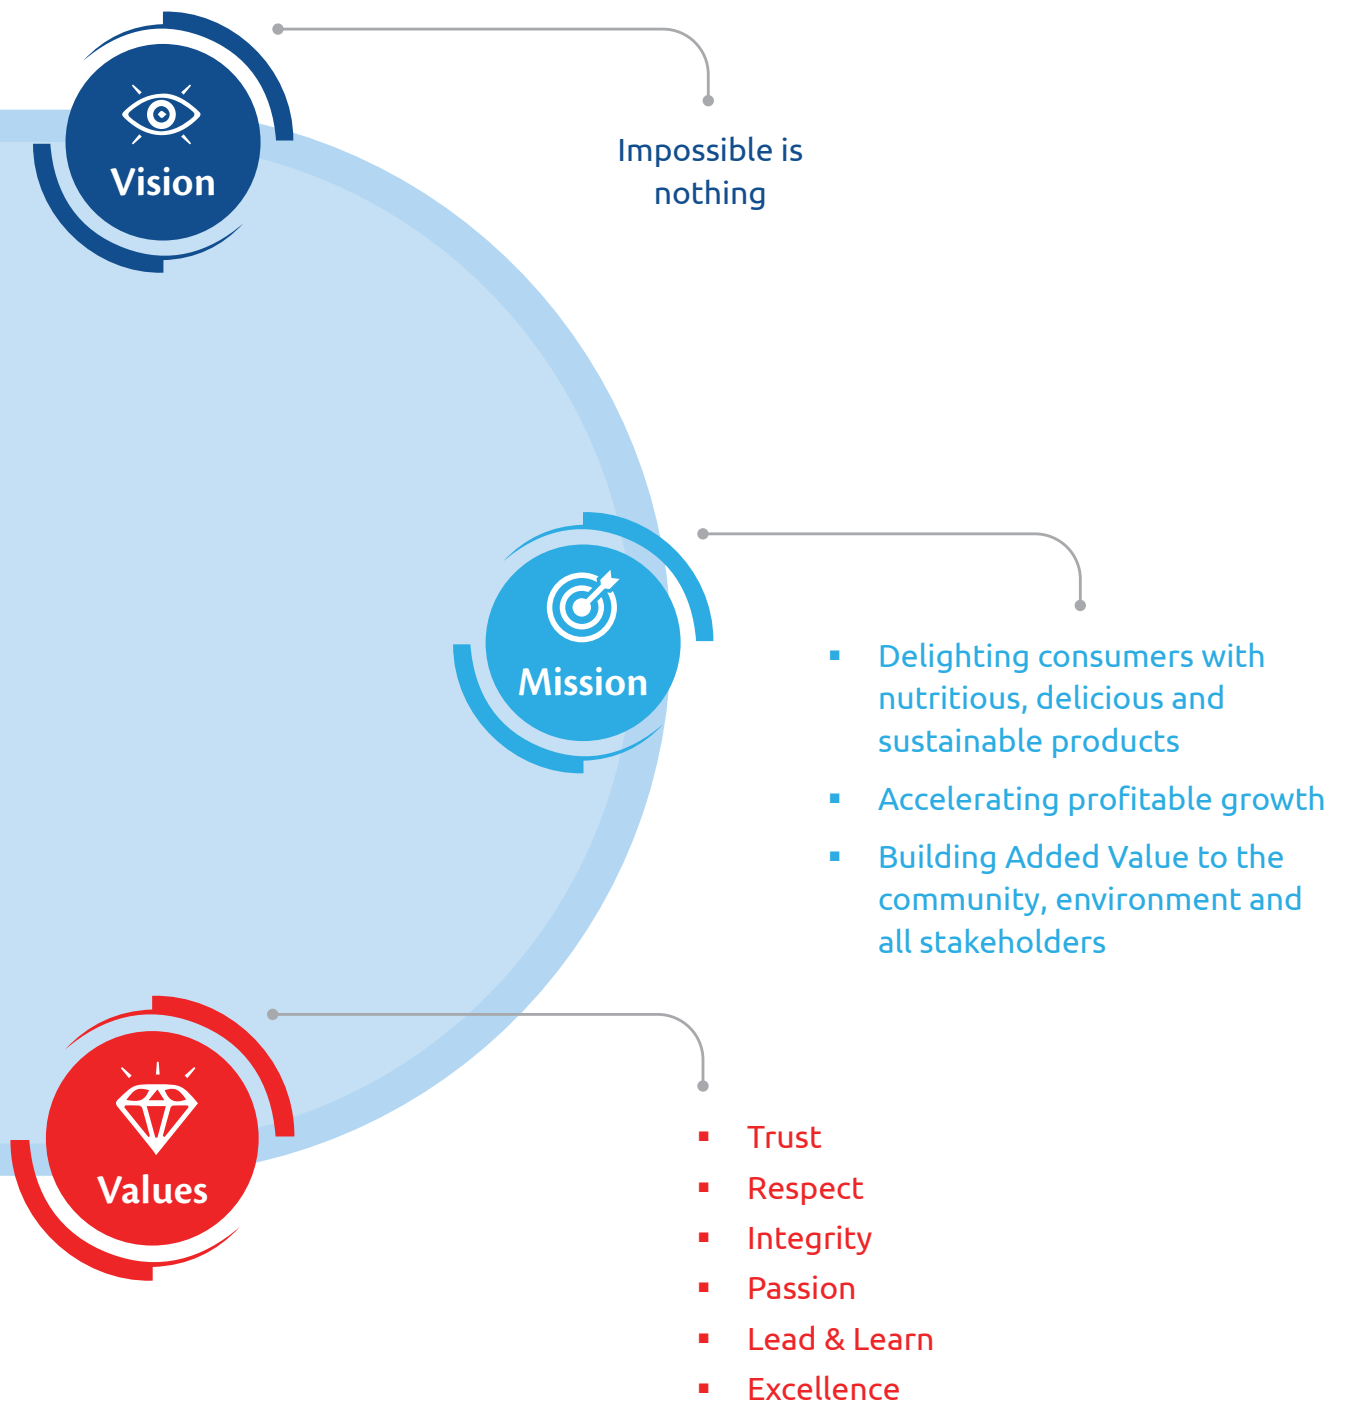 Vision
Impossible is
nothing
Mission
▪ Delighting consumers with
nutritious, delicious and
sustainable products
▪ Accelerating profitable growth
▪ Building Added Value to the
community, environment and
all stakeholders
Values
▪ Trust
▪ Respect
▪ Integrity
▪ Passion
▪ Lead & Learn
▪ Excellence